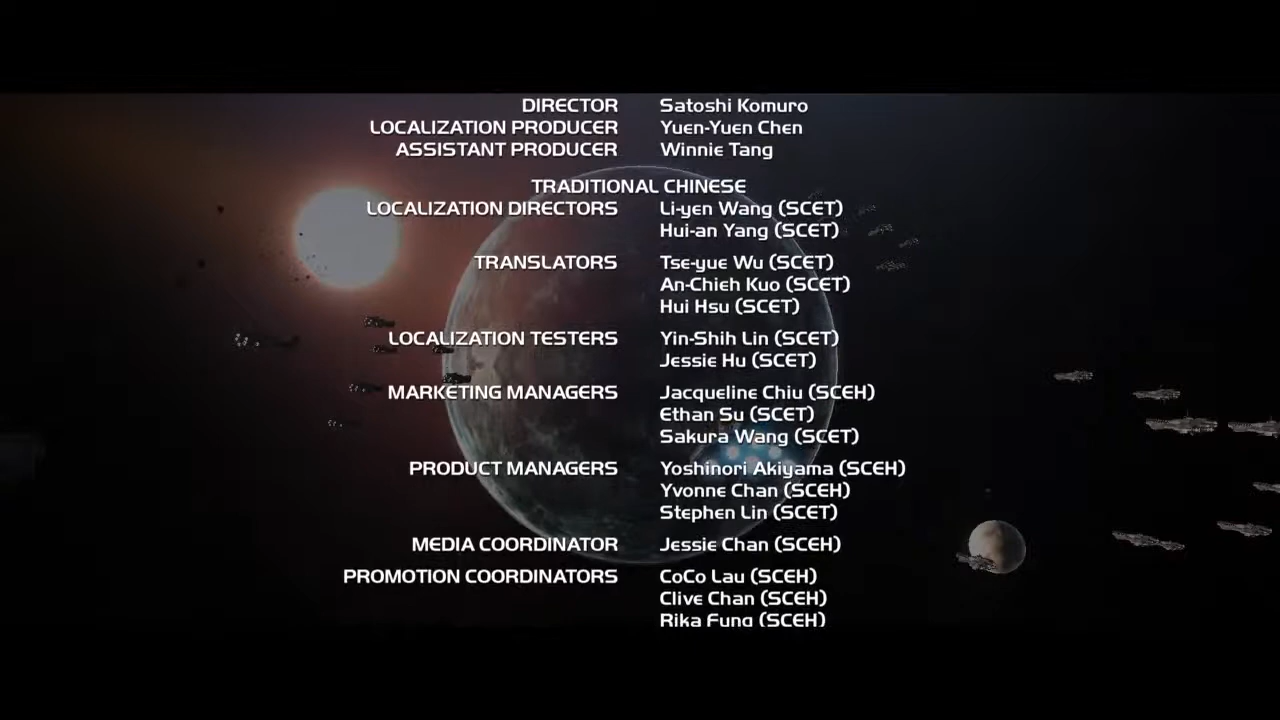 DIRECTOR Satoshi Komuro
LOCALIZATION PRODUCER Yuen-Yuen Chen
ASSISTANT PRODUCER Winnie Tang
TRADITIONAL CHINESE
LOCALIZATION DIRECTORS Li-yen Wang (SCET)
Hui-an Yang (SCET)
TRANSLATORS Tse-yue Wu (SCET)
An-Chieh Kuo (SCET)
Hui Hsu (SCET)
LOCALIZATION TESTERS Yin-Shih Lin (SCET)
Jessie Hu (SCET)
MARKETING MANAGERS Jacqueline Chiu (SCEH)
Ethan Su (SCET)
Sakura Wang (SCET)
PRODUCT MANAGERS Yoshinori Akiyama (SCEH)
Yvonne Chan (SCEH)
Stephen Lin (SCET)
MEDIA COORDINATOR Jessie Chan (SCEH)
PROMOTION COORDINATORS CoCo Lau (SCEH)
Clive Chan (SCEH)
Rika Fung (SCEH)